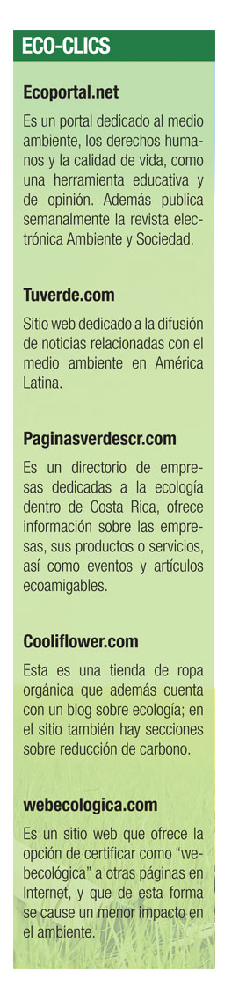 ECO-CLICS
Ecoportal.net
Es un portal dedicado al medio
ambiente, los derechos huma-
nos y la calidad de vida, como
una herramienta educativa y
de opinión. Además publica
semanalmente la revista elec-
trónica Ambiente y Sociedad.
Tuverde.com
Sitio web dedicado a la difusión
de noticias relacionadas con el
medio ambiente en América
Latina.
Paginasverdescr.com
Es un directorio de empre-
sas dedicadas a la ecología
dentro de Costa Rica, ofrece
información sobre las empre-
sas, sus productos o servicios,
así como eventos y artículos
ecoamigables.
Cooliflower.com
Esta es una tienda de ropa
orgánica que además cuenta
con un blog sobre ecología; en
el sitio también hay secciones
sobre reducción de carbono.
webecologica.com
Es un sitio web que ofrece la
opción de certificar como “we-
becológica” a otras páginas en
Internet, y que de esta forma
se cause un menor impacto en
el ambiente.